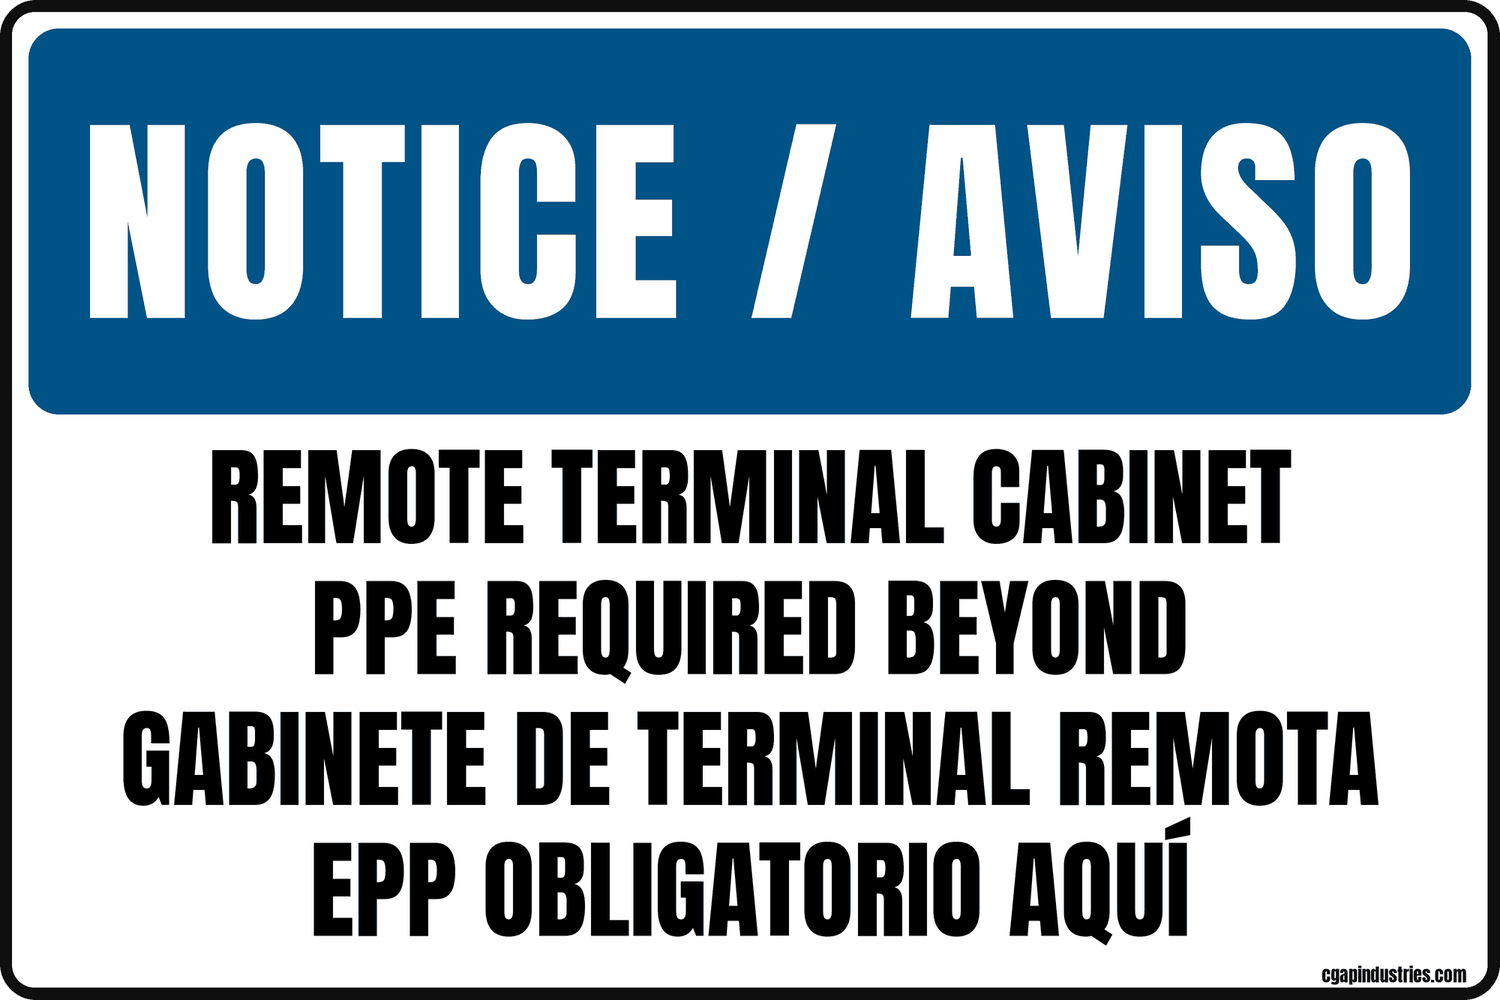 NOTICE / AVISO
REMOTE TERMINAL CABINET
PPE REQUIRED BEYOND
GABINETE DE TERMINAL REMOTA
EPP OBLIGATORIO AQUÍ
cgapindustries.com